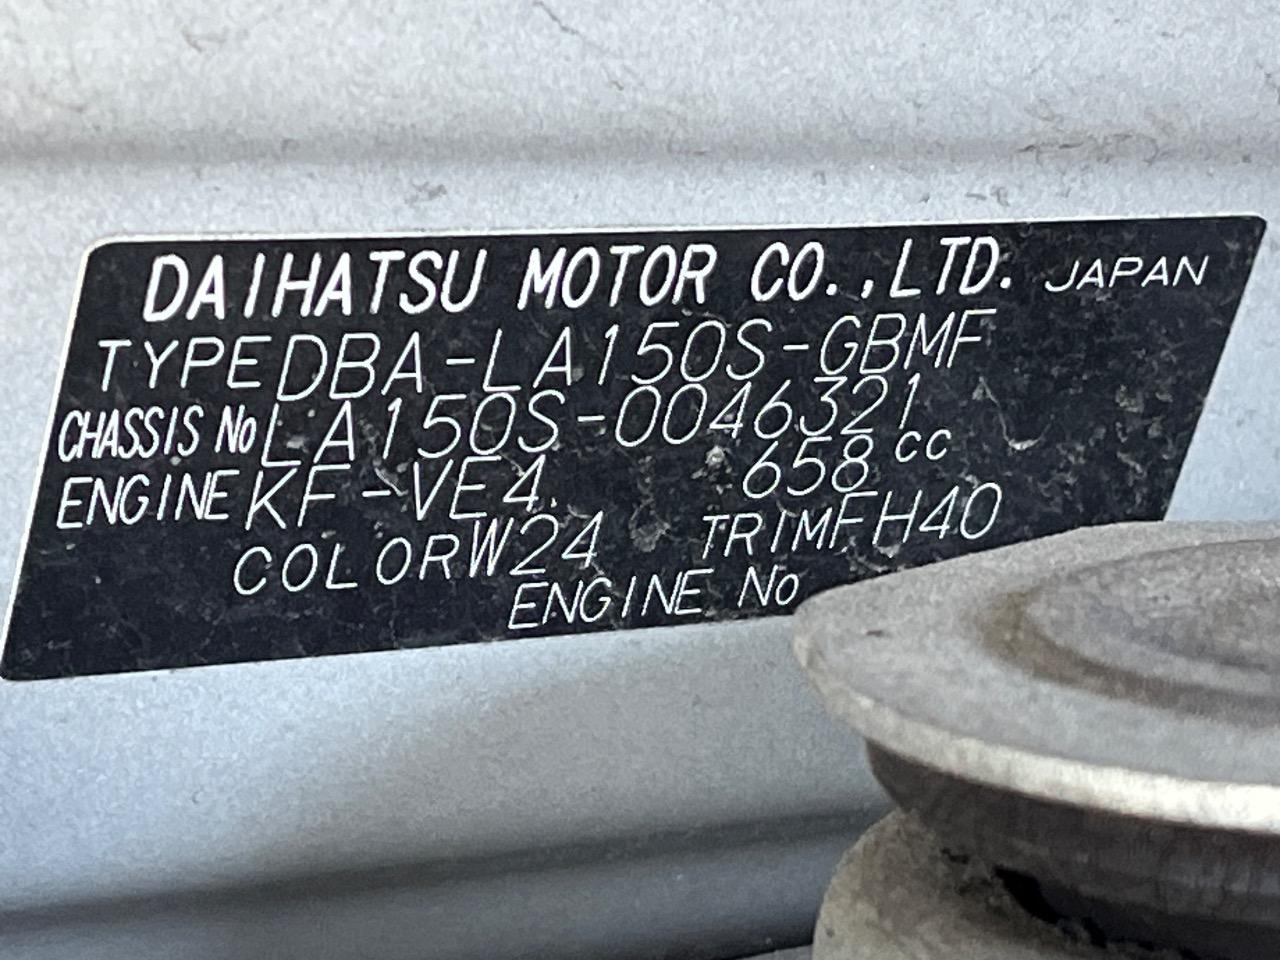 DAIHATSU MOTOR CO.,LTD. JAPAN
TYPE DBA-LA150S-GBMF
CHASSIS No LA150S-0046321
ENGINE KF-VE4. 658 cc
COLOR W24 TRIM FH40
ENGINE No